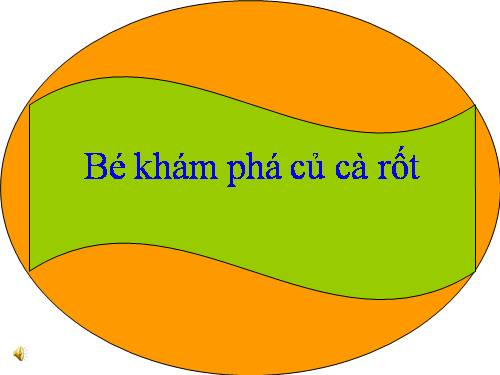 Bé khám phá củ cà rốt